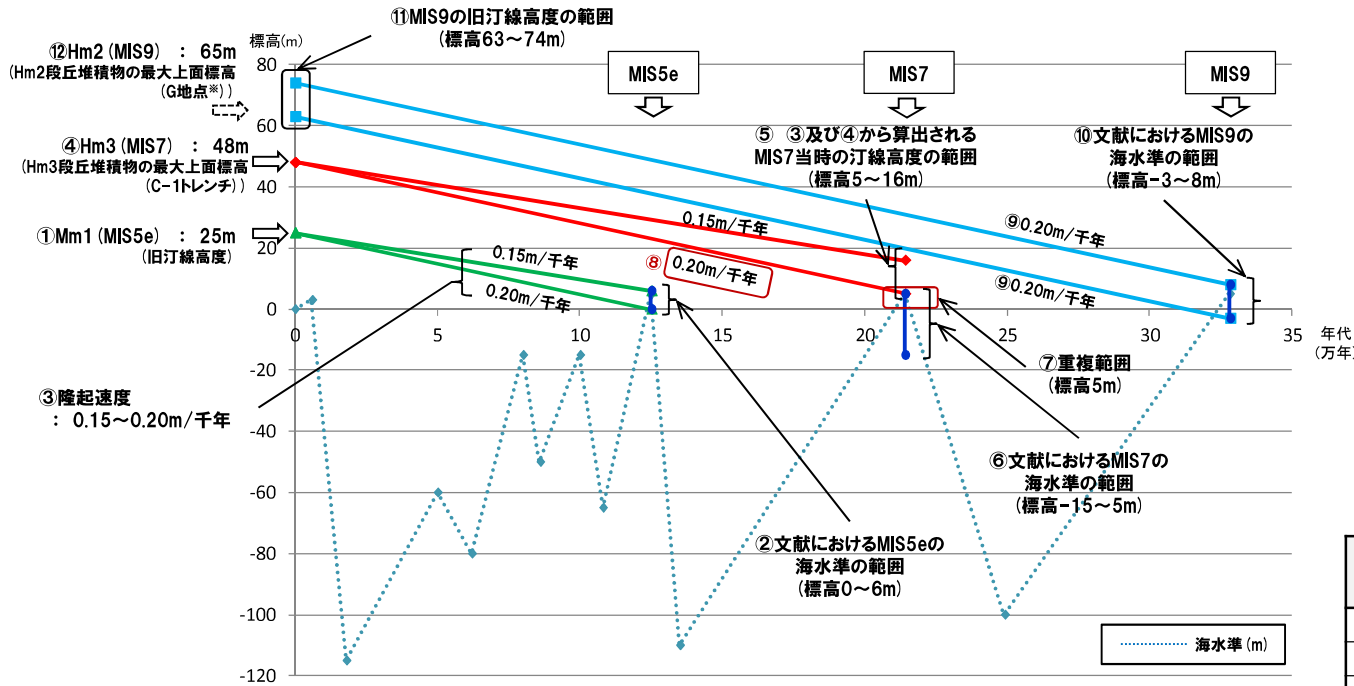 ⑪MIS9の旧汀線高度の範囲
(標高63～74m)
⑫Hm2(MIS9) : 65m
(Hm2段丘堆積物の最大上面標高
(G地点※))
標高(m)
MIS5e
MIS7
MIS9
④Hm3(MIS7) : 48m
(Hm3段丘堆積物の最大上面標高
(C-1トレンチ))
⑤ ③及び④から算出される
MIS7当時の汀線高度の範囲
(標高5～16m)
⑩文献におけるMIS9の
海水準の範囲
(標高-3～8m)
①Mm1(MIS5e) : 25m
(旧汀線高度)
0.15m/千年
⑨0.20m/千年
0.15m/千年
⑧ 0.20m/千年
0.20m/千年
⑨0.20m/千年
80
60
40
20
0
-20
-40
-60
-80
-100
-120
0
5
10
15
20
25
30
35
年代
(万年)
③隆起速度
: 0.15～0.20m/千年
⑦重複範囲
(標高5m)
⑥文献におけるMIS7の
海水準の範囲
(標高-15～5m)
②文献におけるMIS5eの
海水準の範囲
(標高0～6m)
海水準(m)